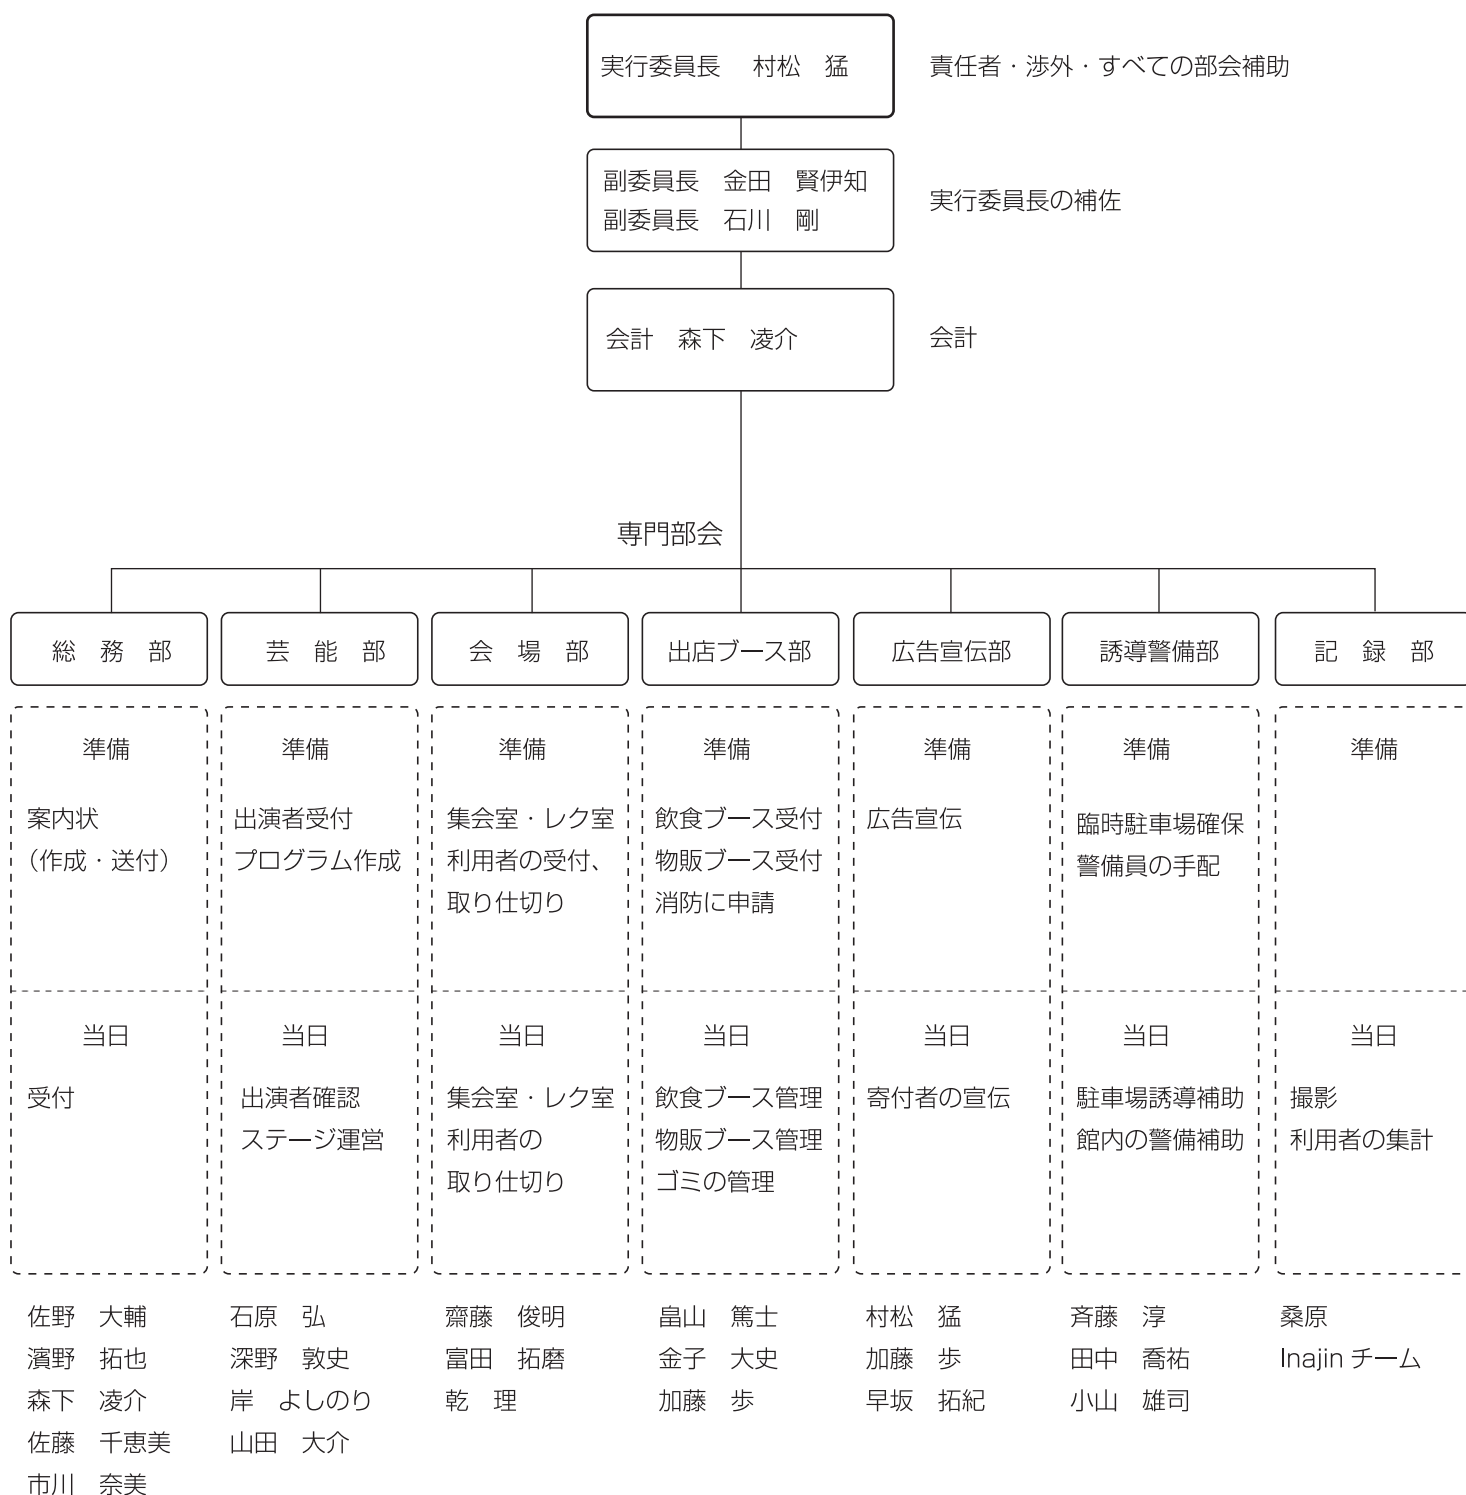 実行委員長　村松　猛
責任者・渉外・すべての部会補助
副委員長　金田　賢伊知
副委員長　石川　剛
実行委員長の補佐
会計　森下　凌介
会計
専門部会
総　務　部
芸　能　部
会　場　部
出店ブース部
広告宣伝部
誘導警備部
記　録　部
準備
案内状
（作成・送付）
当日
受付
佐野　大輔
濱野　拓也
森下　凌介
佐藤　千恵美
市川　奈美
準備
出演者受付
プログラム作成
当日
出演者確認
ステージ運営
石原　弘
深野　敦史
岸　よしのり
山田　大介
準備
集会室・レク室
利用者の受付、
取り仕切り
当日
集会室・レク室
利用者の
取り仕切り
齋藤　俊明
富田　拓磨
乾　理
準備
飲食ブース受付
物販ブース受付
消防に申請
当日
飲食ブース管理
物販ブース管理
ゴミの管理
畠山　篤士
金子　大史
加藤　歩
準備
広告宣伝
当日
寄付者の宣伝
村松　猛
加藤　歩
早坂　拓紀
準備
臨時駐車場確保
警備員の手配
当日
駐車場誘導補助
館内の警備補助
斉藤　淳
田中　喬祐
小山　雄司
準備
当日
撮影
利用者の集計
桑原
Inajin チーム